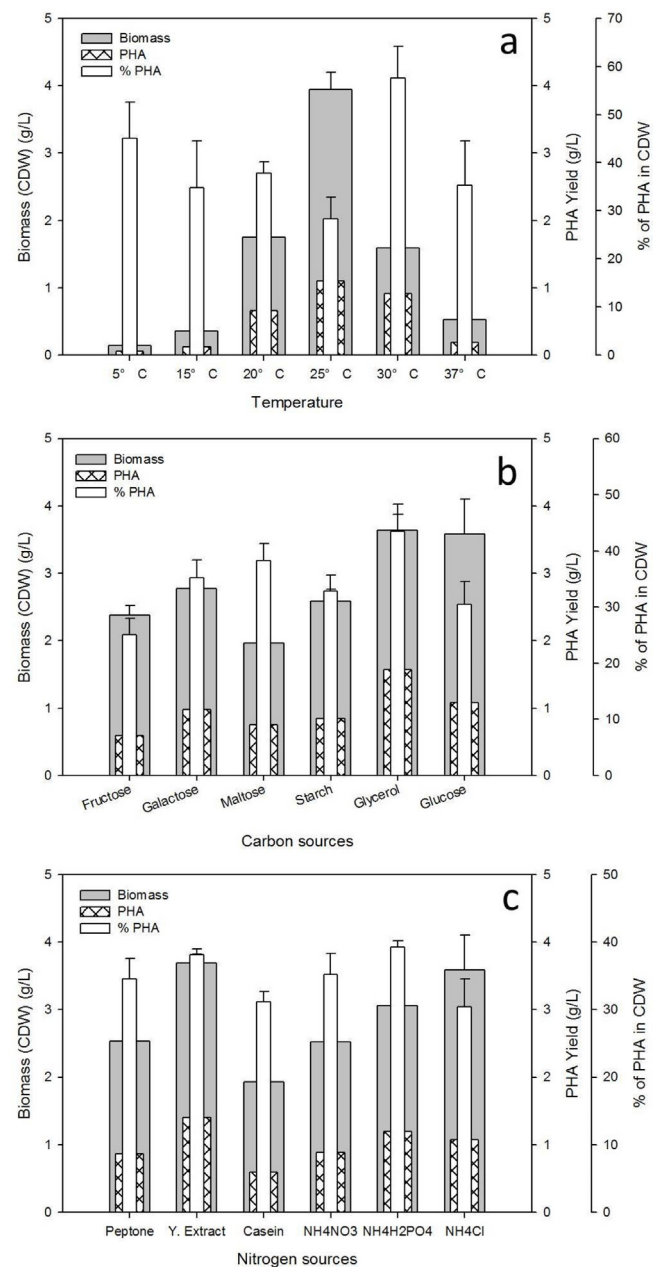 a
Biomass
PHA
% PHA
Biomass (CDW) (g/L)
0
1
2
3
4
5
PHA Yield (g/L)
0
1
2
3
4
5
% of PHA in CDW
0
10
20
30
40
50
60
70
5° C 15° C 20° C 25° C 30° C 37° C
Temperature
b
Biomass
PHA
% PHA
Biomass (CDW) (g/L)
0
1
2
3
4
5
PHA Yield (g/L)
0
1
2
3
4
5
% of PHA in CDW
0
10
20
30
40
50
60
Fructose Galactose Maltose Starch Glycerol Glucose
Carbon sources
c
Biomass
PHA
% PHA
Biomass (CDW) (g/L)
0
1
2
3
4
5
PHA Yield (g/L)
0
1
2
3
4
5
% of PHA in CDW
0
10
20
30
40
50
Peptone Y. Extract Casein NH4NO3 NH4H2PO4 NH4Cl
Nitrogen sources